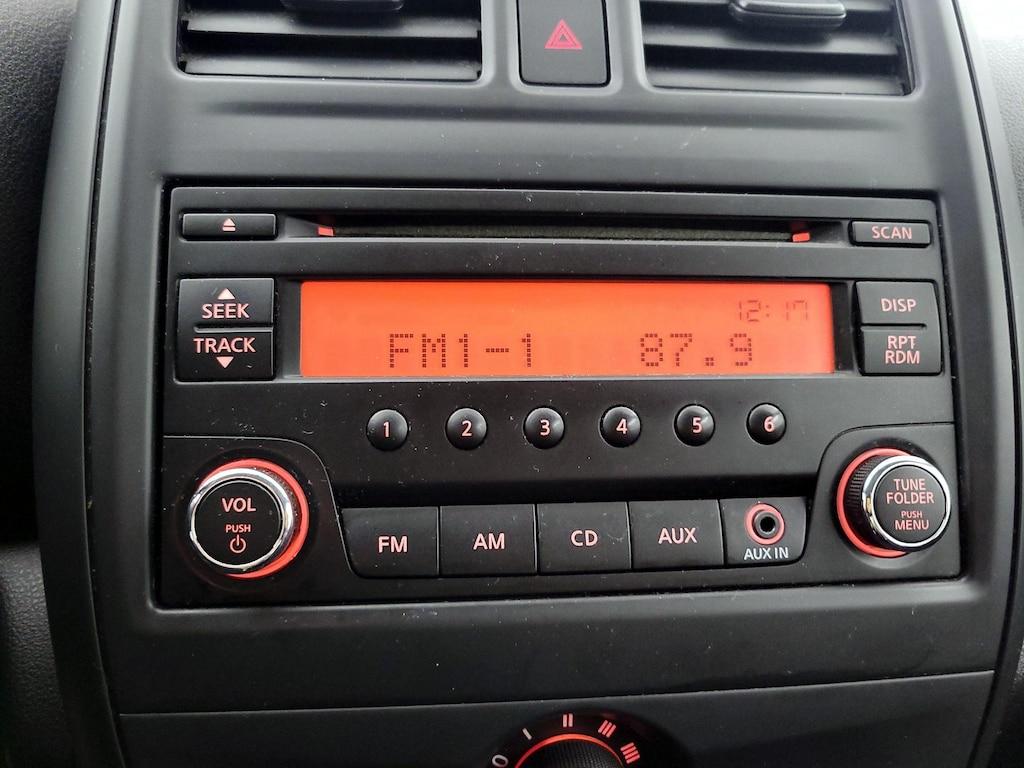 SCAN
SEEK
TRACK
12:17
FM1-1 87.9
DISP
RPT
RDM
1 2 3 4 5 6
VOL
PUSH
FM AM CD AUX
AUX IN
TUNE
FOLDER
PUSH
MENU
0